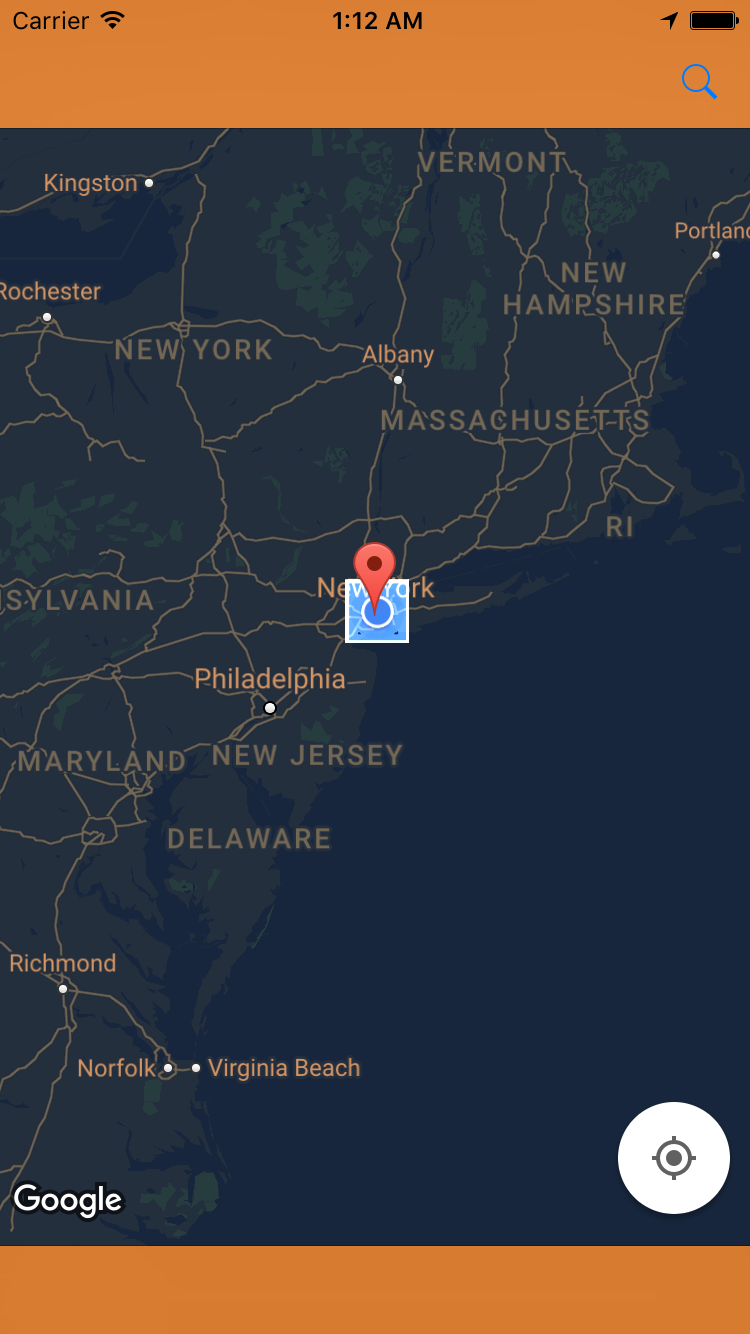 Carrier 1:12 AM
VERMONT
Kingston
Portland
NEW
HAMPSHIRE
Rochester
NEW YORK
Albany
MASSACHUSETTS
RI
New York
SYLVANIA
Philadelphia
MARYLAND
NEW JERSEY
DELAWARE
Richmond
Norfolk
Virginia Beach
Google